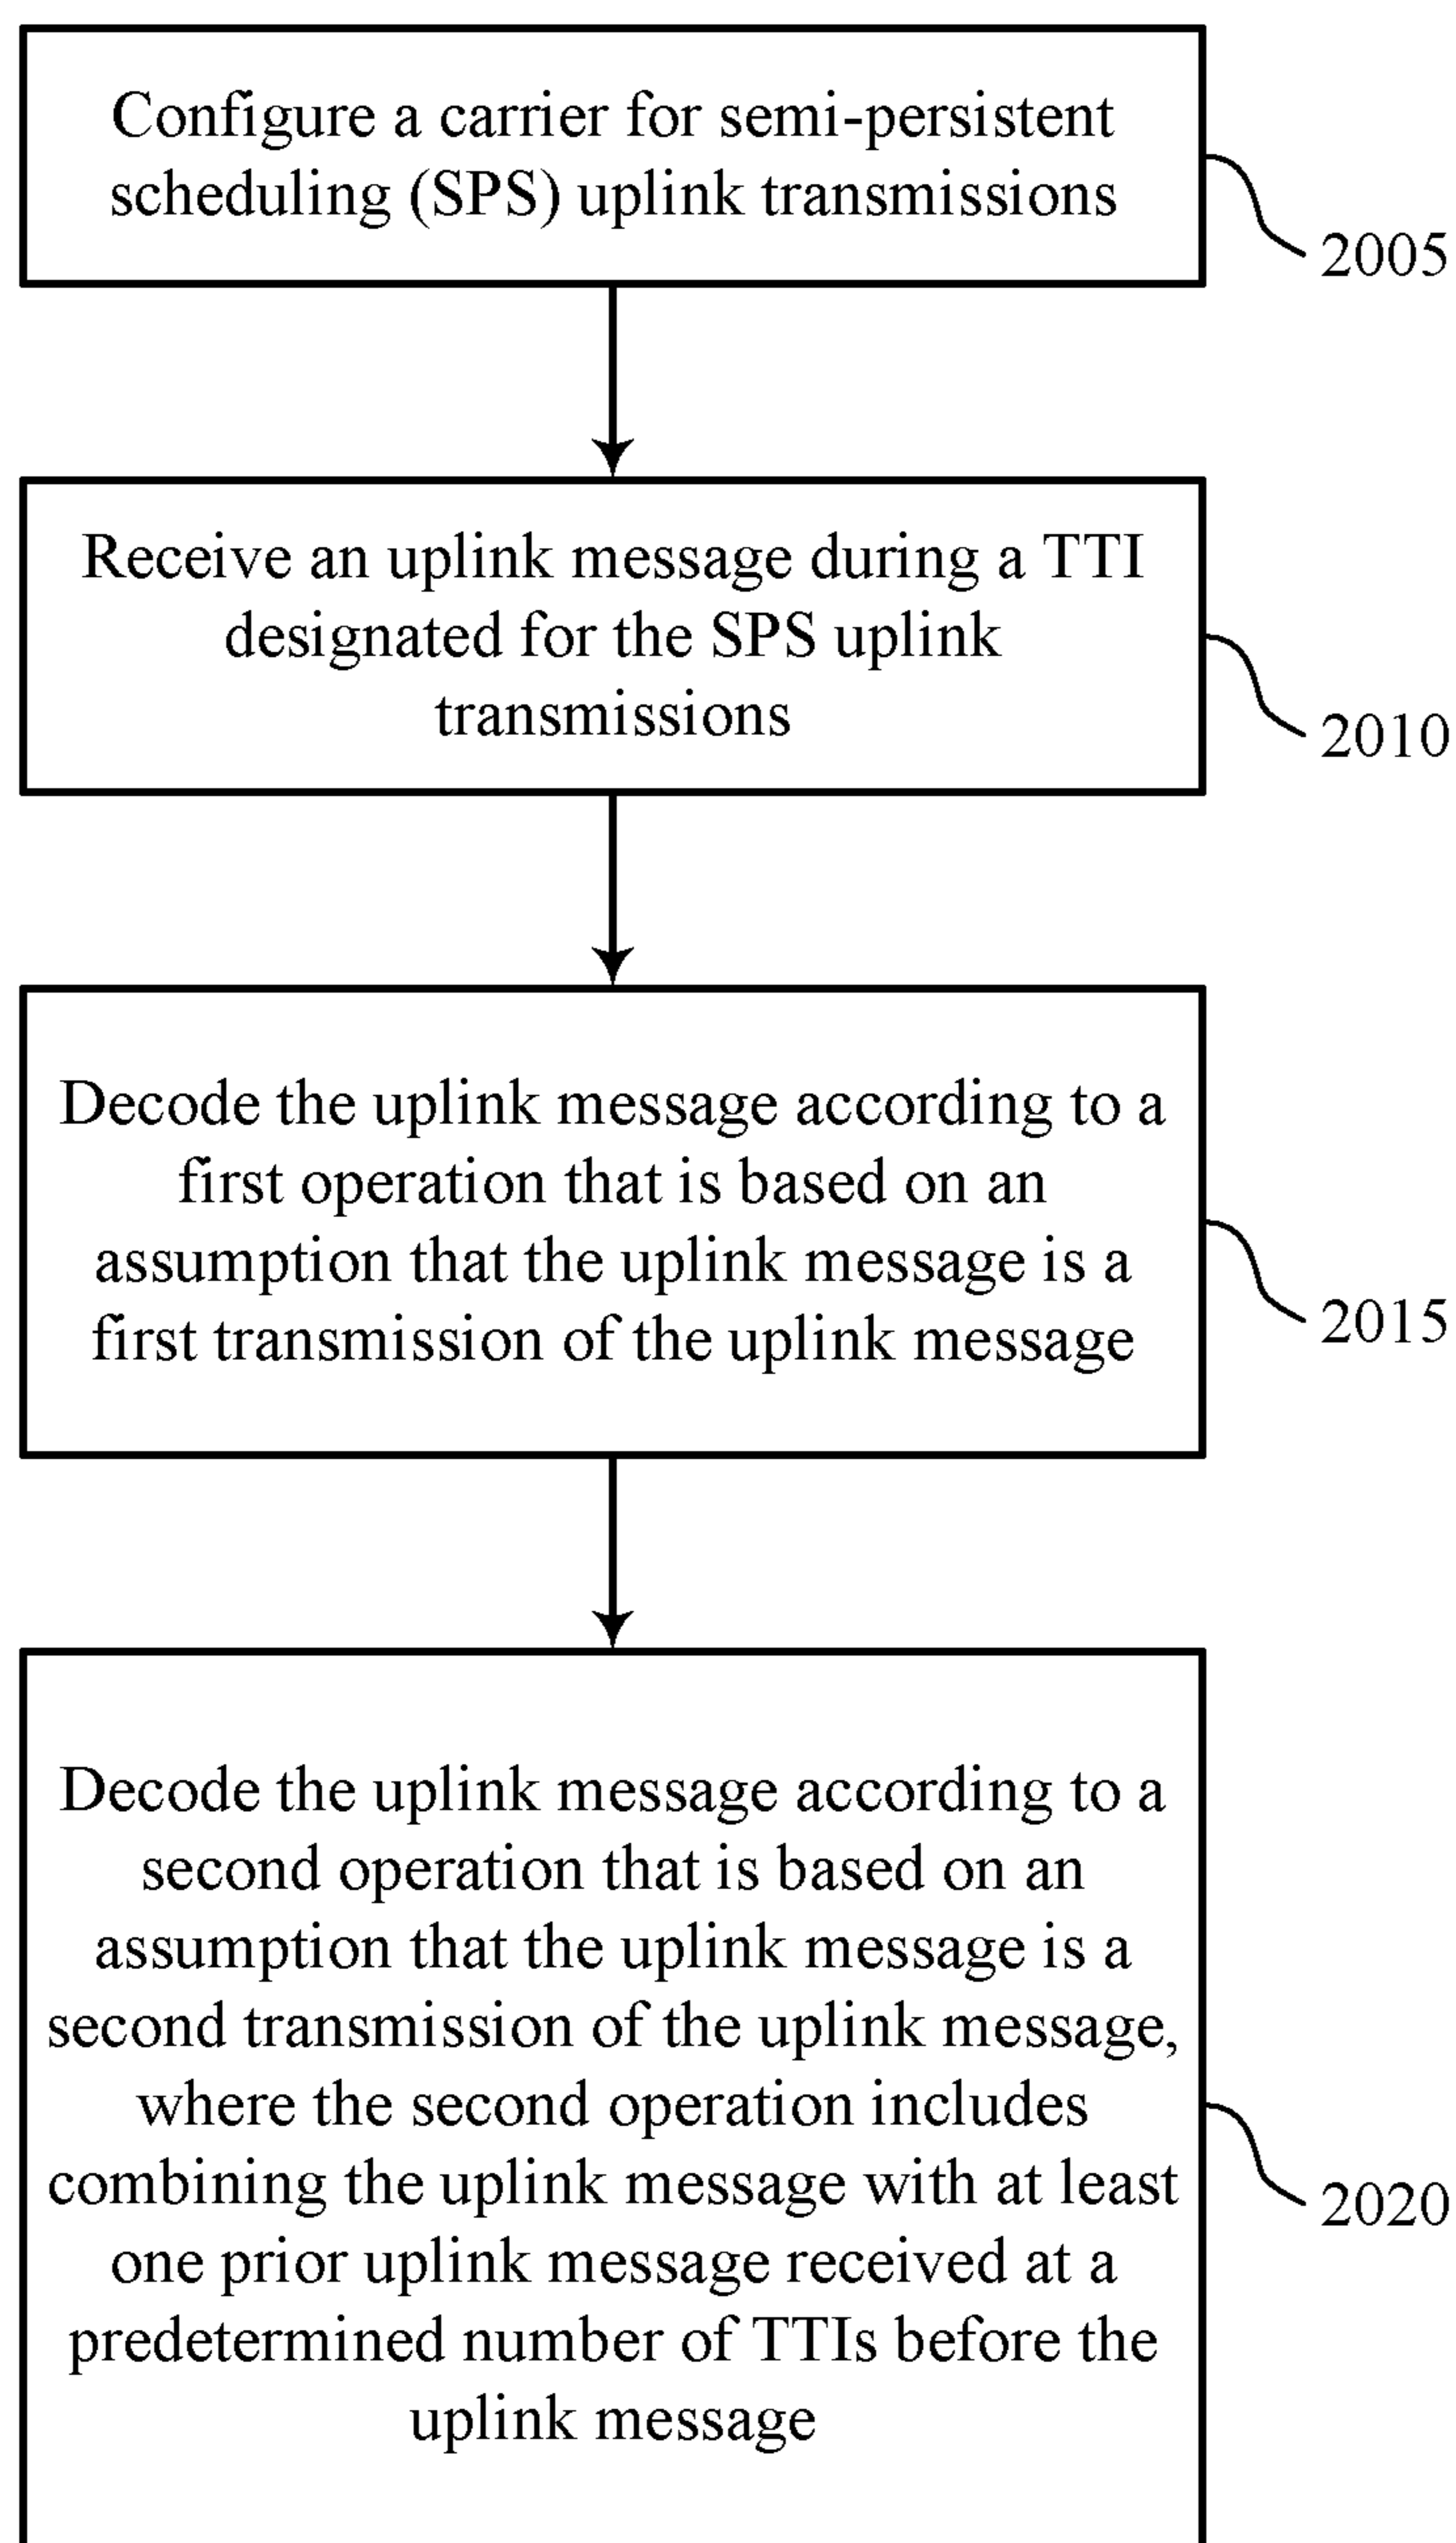 Configure a carrier for semi-persistent
scheduling (SPS) uplink transmissions
2005
Receive an uplink message during a TTI
designated for the SPS uplink
transmissions
2010
Decode the uplink message according to a
first operation that is based on an
assumption that the uplink message is a
first transmission of the uplink message
2015
Decode the uplink message according to a
second operation that is based on an
assumption that the uplink message is a
second transmission of the uplink message,
where the second operation includes
combining the uplink message with at least
one prior uplink message received at a
predetermined number of TTIs before the
uplink message
2020